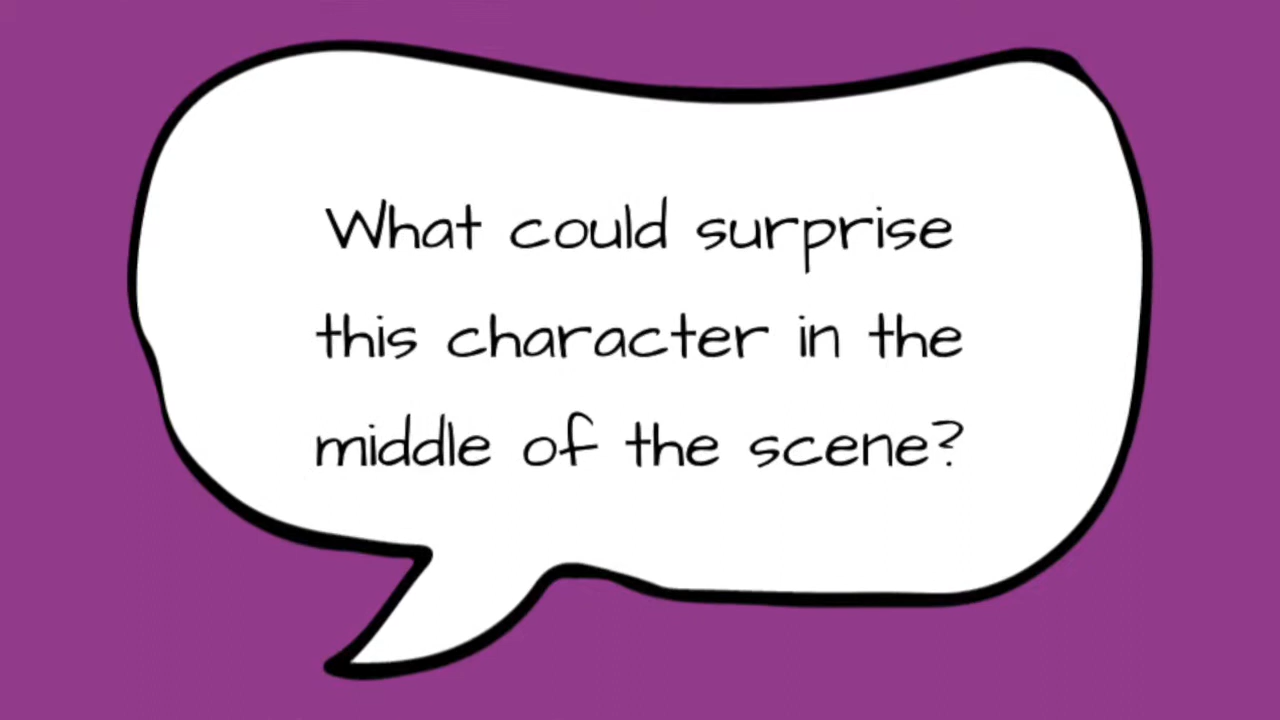 What could surprise
this character in the
middle of the scene?